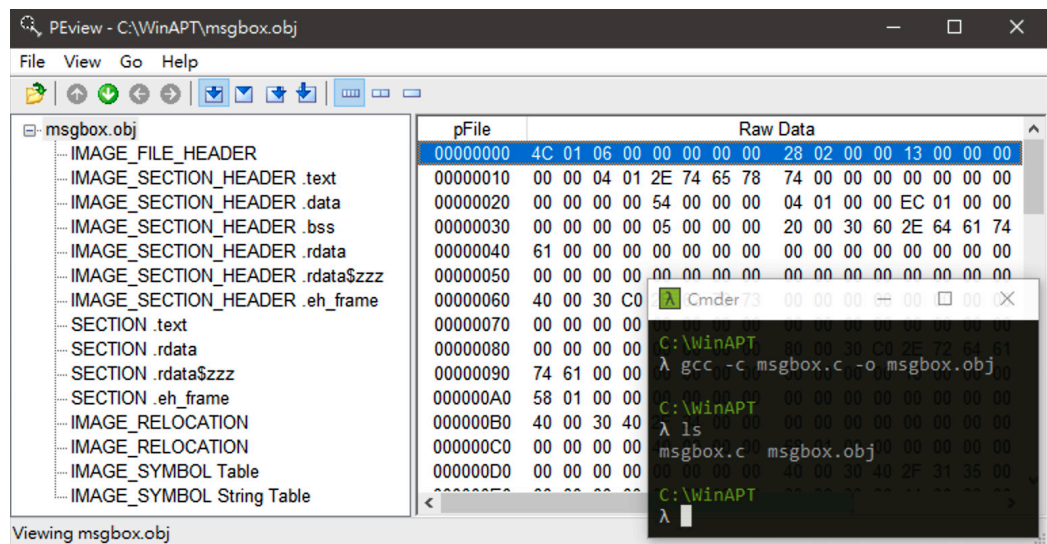 PEview - C:\WinAPT\msgbox.obj
File View Go Help
msgbox.obj
IMAGE_FILE_HEADER
IMAGE_SECTION_HEADER .text
IMAGE_SECTION_HEADER .data
IMAGE_SECTION_HEADER .bss
IMAGE_SECTION_HEADER .rdata
IMAGE_SECTION_HEADER .rdata$zzz
IMAGE_SECTION_HEADER .eh_frame
SECTION .text
SECTION .rdata
SECTION .rdata$zzz
SECTION .eh_frame
IMAGE_RELOCATION
IMAGE_RELOCATION
IMAGE_SYMBOL Table
IMAGE_SYMBOL String Table
pFile Raw Data
00000000 4C 01 06 00 00 00 00 00 28 02 00 00 13 00 00 00
00000010 00 00 04 01 2E 74 65 78 74 00 00 00 00 00 00 00
00000020 00 00 00 00 54 00 00 00 04 01 00 00 EC 01 00 00
00000030 00 00 00 00 05 00 00 00 20 00 30 60 2E 64 61 74
00000040 61 00 00 00 00 00 00 00 00 00 00 00 00 00 00 00
00000050 00 00 00 00 00 00 00 00 00 00 00 00 00 00 00 00
00000060 40 00 30 C0
00000070 00 00 00 00
00000080 00 00 00 00
00000090 74 61 00 00
000000A0 58 01 00 00
000000B0 40 00 30 40
000000C0 00 00 00 00
000000D0 00 00 00 00
Cmder
C:\WinAPT
λ gcc -c msgbox.c -o msgbox.obj
C:\WinAPT
λ ls
msgbox.c msgbox.obj
C:\WinAPT
λ
Viewing msgbox.obj